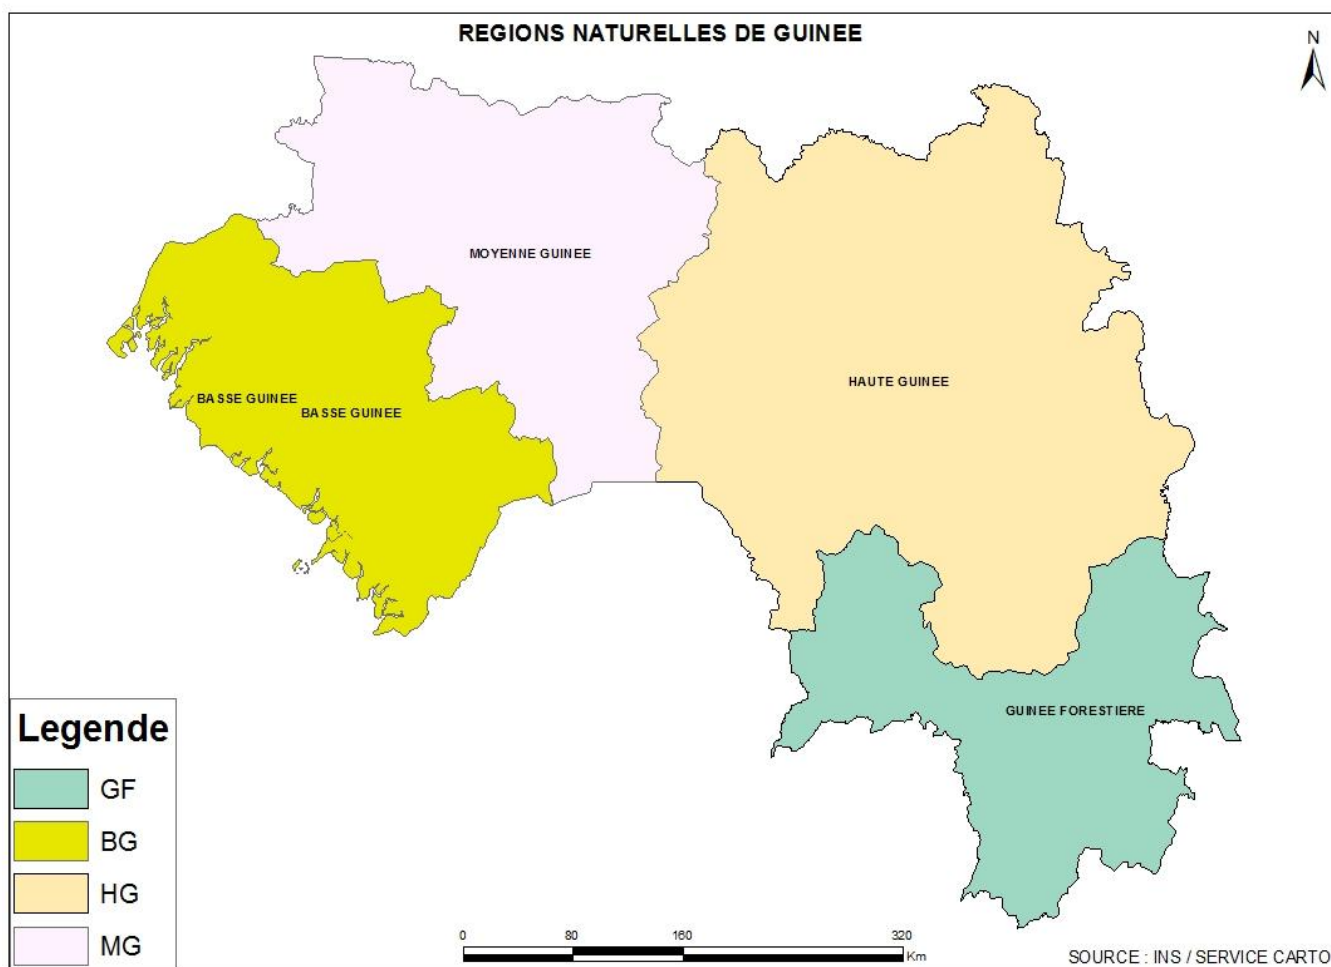 REGIONS NATURELLES DE GUINEE
N
MOYENNE GUINEE
HAUTE GUINEE
BASSE GUINEE
BASSE GUINEE
GUINEE FORESTIERE
Legende
GF
BG
HG
MG
0 80 160 320
Km
SOURCE : INS / SERVICE CARTO